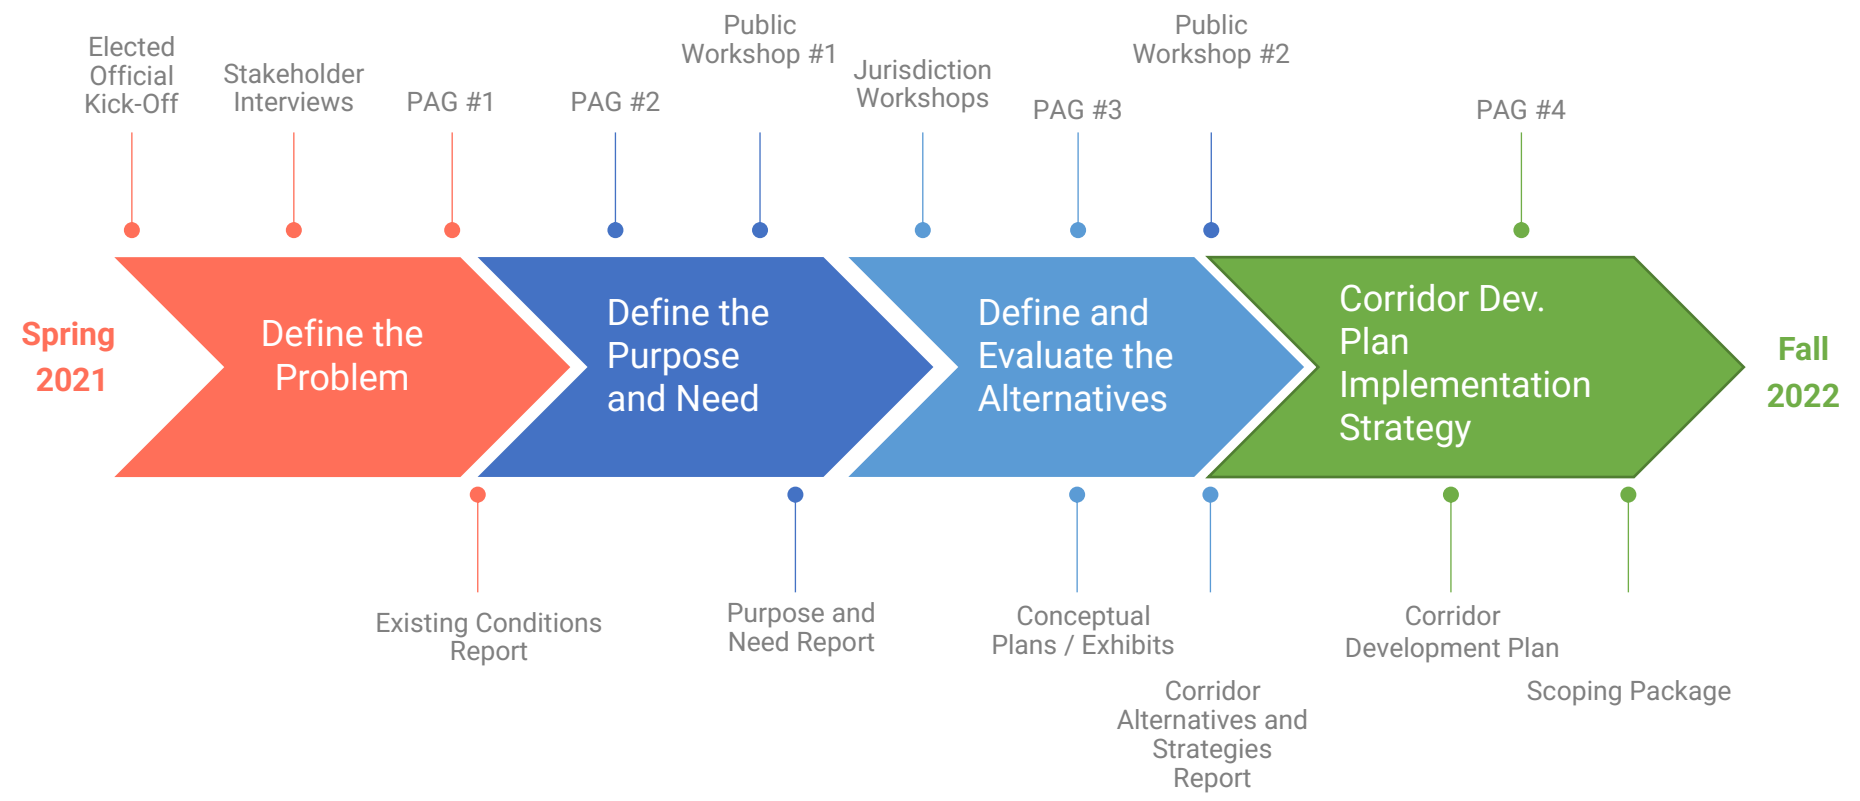 Elected
Official
Kick-Off
Stakeholder
Interviews
PAG #1
PAG #2
Public
Workshop #1
Jurisdiction
Workshops
PAG #3
Public
Workshop #2
PAG #4
Spring
2021
Define the
Problem
Define the
Purpose
and Need
Define and
Evaluate the
Alternatives
Corridor Dev.
Plan
Implementation
Strategy
Fall
2022
Existing Conditions
Report
Purpose and
Need Report
Conceptual
Plans / Exhibits
Corridor
Alternatives and
Strategies
Report
Corridor
Development Plan
Scoping Package